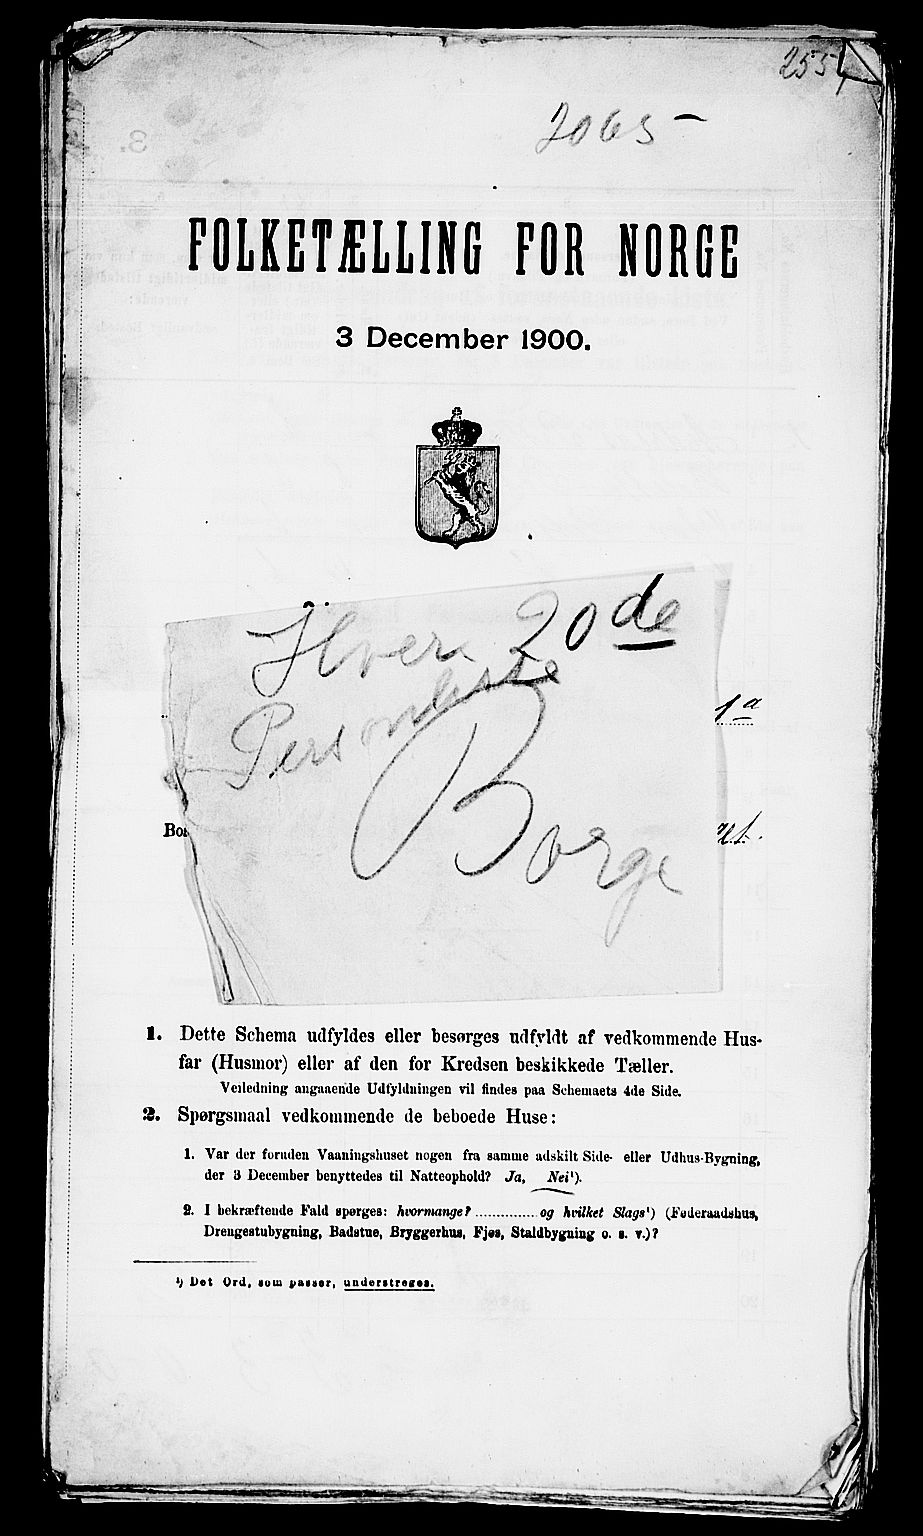 255
2065-
FOLKETÆLLING FOR NORGE
3 December 1900.
Hver 20de
Personliste
1a
Borge
1. Dette Schema udfyldes eller besørges udfyldt af vedkommende Hus-
far (Husmor) eller af den for Kredsen beskikkede Tæller.
Veiledning angaaende Udfyldningen vil findes paa Schemaets 4de Side.
2. Spørgsmaal vedkommende de beboede Huse:
1. Var der foruden Vaaningshuset nogen fra samme adskilt Side- eller Udhus-Bygning,
der 3 December benyttedes til Natteophold? Ja, Nei¹).
2. I bekræftende Fald spørges: hvormange? .............. og hvilket Slags¹) (Føderaadshus,
Drengestubygning, Badstue, Bryggerhus, Fjøs, Staldbygning o. s. v.)?
¹) Det Ord, som passer, understreges.